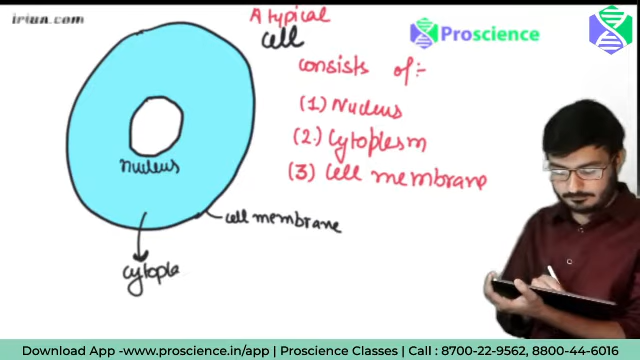 iriun.com
A typical
cell
Proscience
consists of:-
(1) Nucleus
(2) Cytoplasm
(3) Cell membrane
nucleus
cell membrane
cytopla
Download App -www.proscience.in/app | Proscience Classes | Call : 8700-22-9562, 8800-44-6016